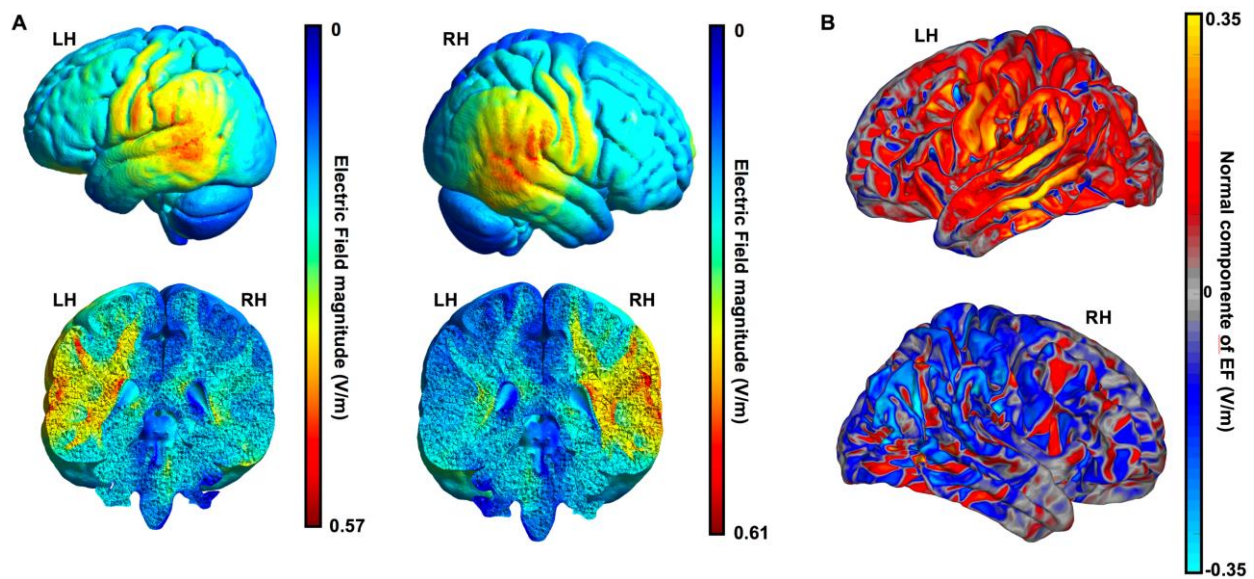 A
LH
0
RH
0
B
LH
0.35
Electric Field magnitude (V/m)
Electric Field magnitude (V/m)
Normal componente of EF (V/m)
0
LH
RH
LH
RH
RH
0.57
0.61
-0.35